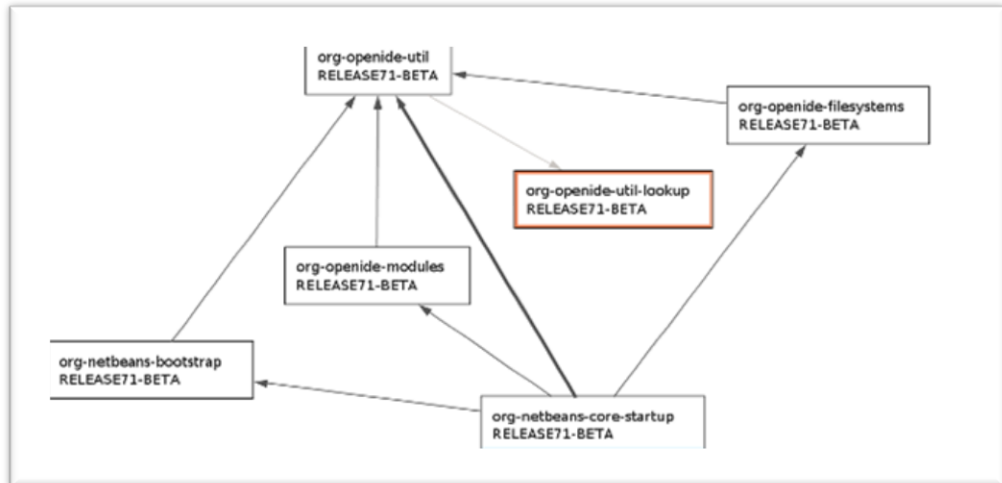 org-openide-util
RELEASE71-BETA
org-openide-filesystems
RELEASE71-BETA
org-openide-util-lookup
RELEASE71-BETA
org-openide-modules
RELEASE71-BETA
org-netbeans-bootstrap
RELEASE71-BETA
org-netbeans-core-startup
RELEASE71-BETA